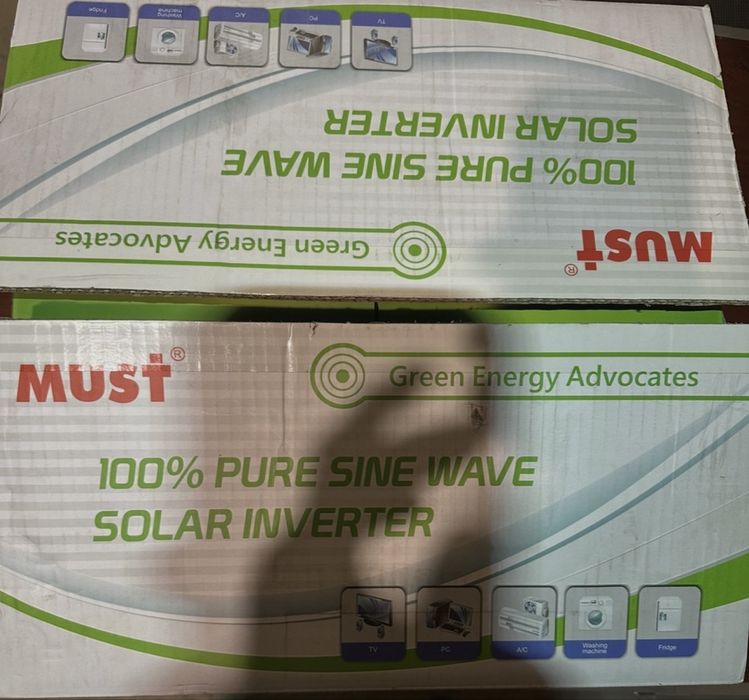 Fridge
Washing
machine
A/C
PC
TV
100% PURE SINE WAVE
SOLAR INVERTER
MUST®
Green Energy Advocates
MUST®
Green Energy Advocates
100% PURE SINE WAVE
SOLAR INVERTER
TV
PC
A/C
Washing
machine
Fridge